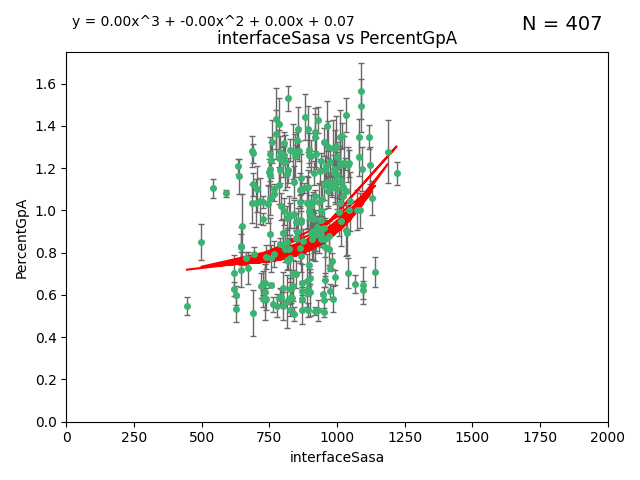 y = 0.00x^3 + -0.00x^2 + 0.00x + 0.07
N = 407
interfaceSasa vs PercentGpA
PercentGpA
1.6
1.4
1.2
1.0
0.8
0.6
0.4
0.2
0.0
0 250 500 750 1000 1250 1500 1750 2000
interfaceSasa